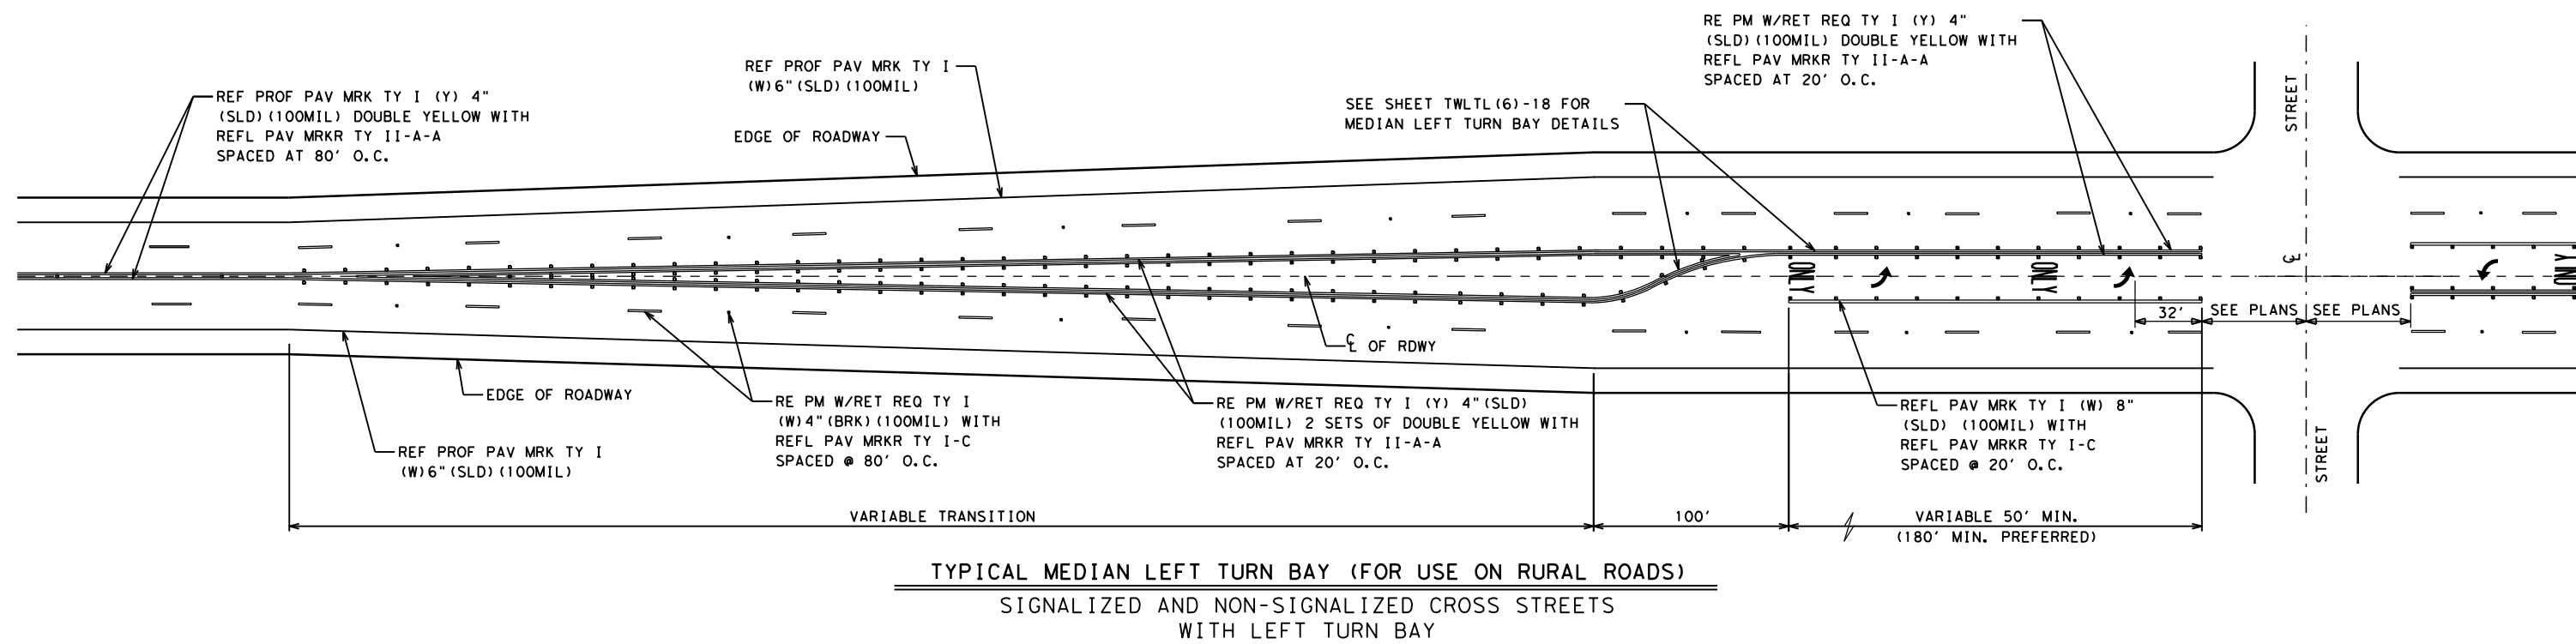 RE PM W/RET REQ TY I (Y) 4"
(SLD)(100MIL) DOUBLE YELLOW WITH
REFL PAV MRKR TY II-A-A
SPACED AT 20' O.C.
REF PROF PAV MRK TY I
(W)6"(SLD)(100MIL)
REF PROF PAV MRK TY I (Y) 4"
(SLD)(100MIL) DOUBLE YELLOW WITH
REFL PAV MRKR TY II-A-A
SPACED AT 80' O.C.
SEE SHEET TWLTL(6)-18 FOR
MEDIAN LEFT TURN BAY DETAILS
EDGE OF ROADWAY
STREET
℄
ONLY
ONLY
ONLY
32'
SEE PLANS
SEE PLANS
℄ OF RDWY
EDGE OF ROADWAY
RE PM W/RET REQ TY I
(W)4"(BRK)(100MIL) WITH
REFL PAV MRKR TY I-C
SPACED @ 80' O.C.
RE PM W/RET REQ TY I (Y) 4"(SLD)
(100MIL) 2 SETS OF DOUBLE YELLOW WITH
REFL PAV MRKR TY II-A-A
SPACED AT 20' O.C.
REFL PAV MRK TY I (W) 8"
(SLD) (100MIL) WITH
REFL PAV MRKR TY I-C
SPACED @ 20' O.C.
STREET
REF PROF PAV MRK TY I
(W)6"(SLD)(100MIL)
VARIABLE TRANSITION
100'
VARIABLE 50' MIN.
(180' MIN. PREFERRED)
TYPICAL MEDIAN LEFT TURN BAY (FOR USE ON RURAL ROADS)
SIGNALIZED AND NON-SIGNALIZED CROSS STREETS
WITH LEFT TURN BAY